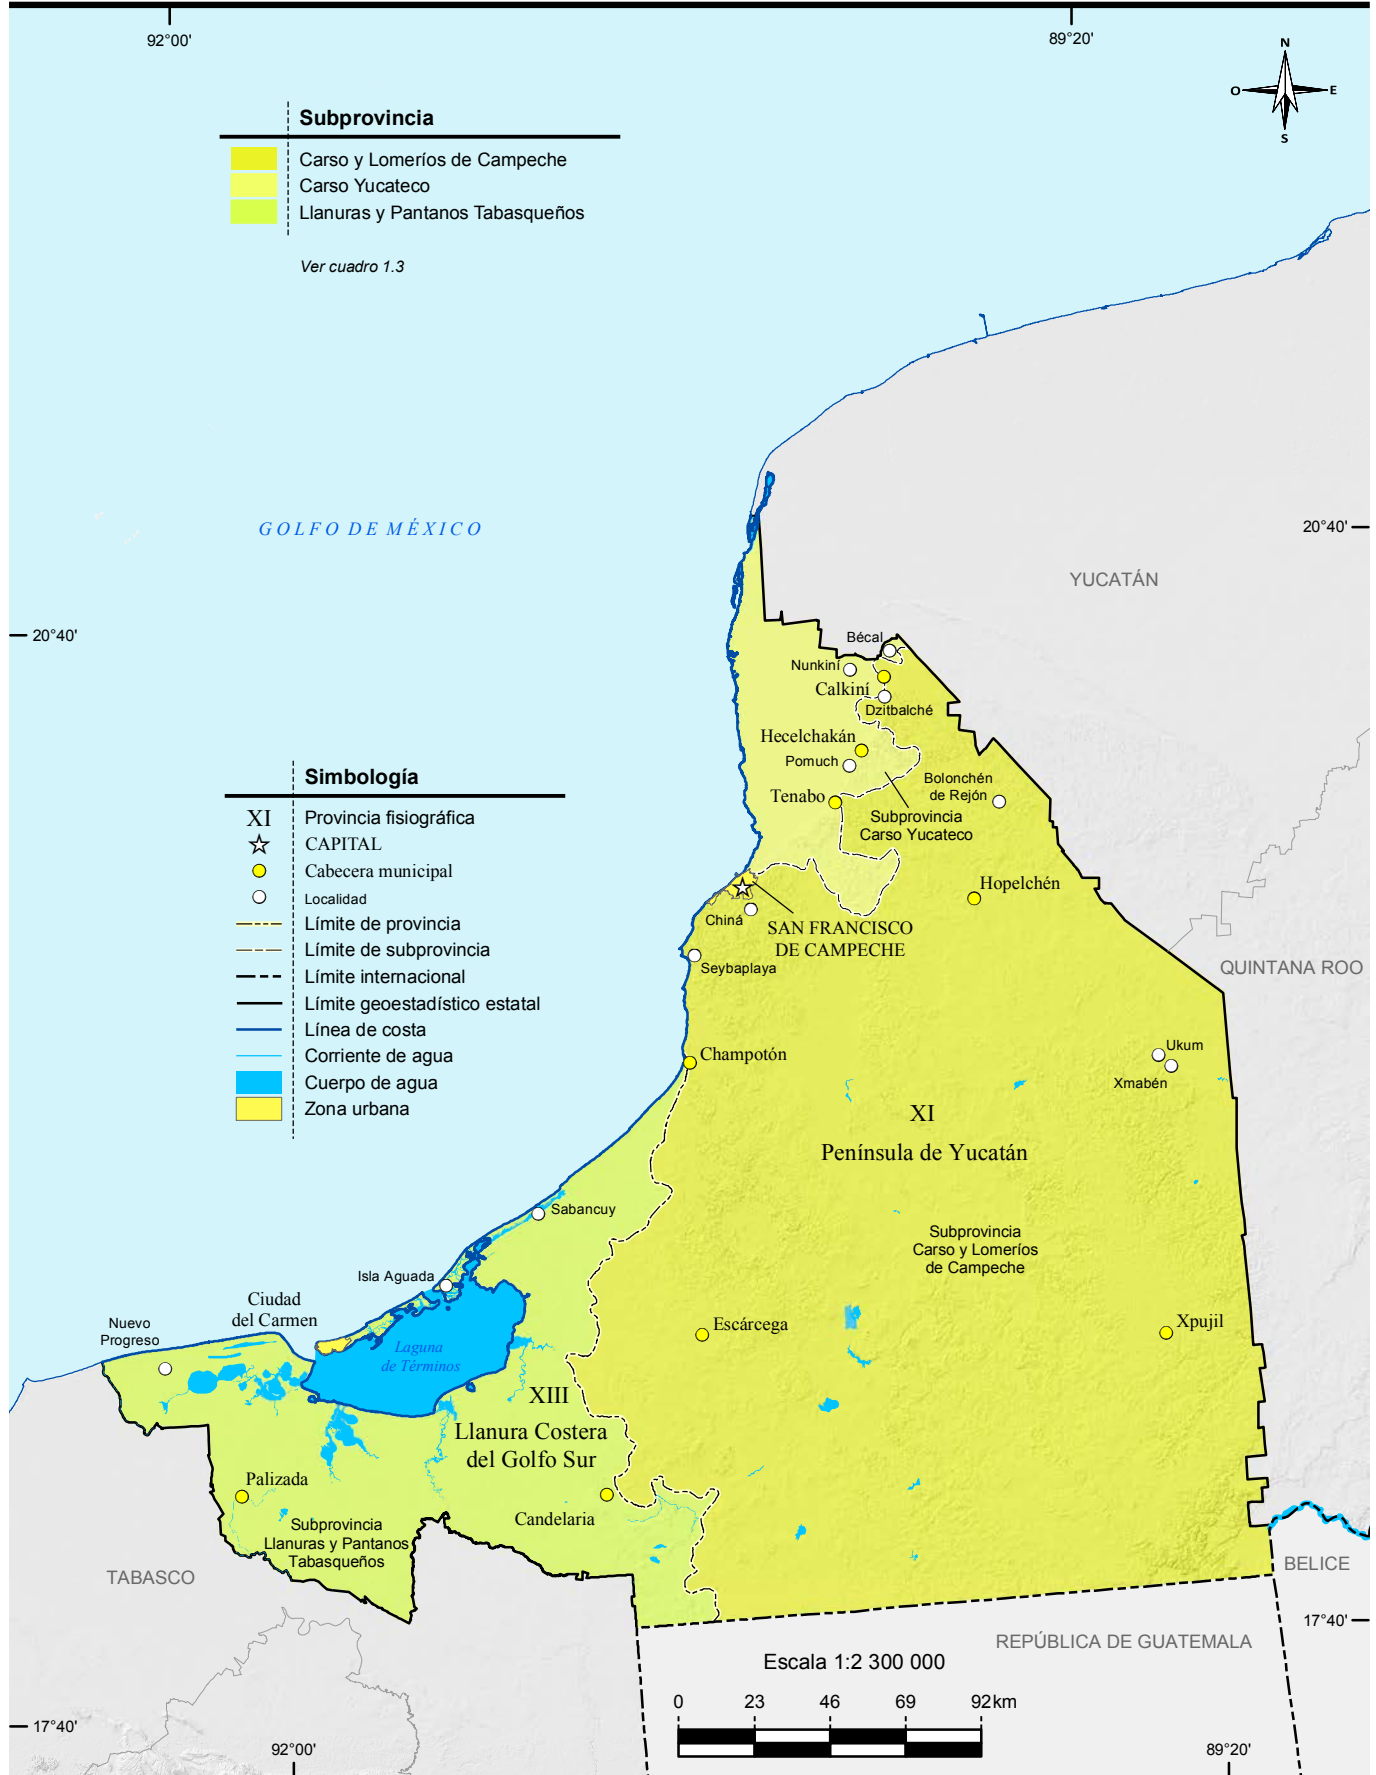 92°00'
89°20'
N
O
E
S
Subprovincia
Carso y Lomeríos de Campeche
Carso Yucateco
Llanuras y Pantanos Tabasqueños
Ver cuadro 1.3
GOLFO DE MÉXICO
20°40'
YUCATÁN
20°40'
Bécal
Nunkiní
Calkiní
Dzitbalché
Hecelchakán
Pomuch
Tenabo
Bolonchén
de Rejón
Subprovincia
Carso Yucateco
Simbología
XI
Provincia fisiográfica
CAPITAL
Cabecera municipal
Localidad
Límite de provincia
Límite de subprovincia
Límite internacional
Límite geoestadístico estatal
Línea de costa
Corriente de agua
Cuerpo de agua
Zona urbana
Hopelchén
Chiná
SAN FRANCISCO
DE CAMPECHE
Seybaplaya
QUINTANA ROO
Champotón
Ukum
Xmabén
XI
Península de Yucatán
Sabancuy
Subprovincia
Carso y Lomeríos
de Campeche
Isla Aguada
Ciudad
del Carmen
Nuevo
Progreso
Laguna
de Términos
Escárcega
Xpujil
XIII
Llanura Costera
del Golfo Sur
Palizada
Candelaria
Subprovincia
Llanuras y Pantanos
Tabasqueños
TABASCO
BELICE
17°40'
REPÚBLICA DE GUATEMALA
Escala 1:2 300 000
0
23
46
69
92 km
17°40'
92°00'
89°20'